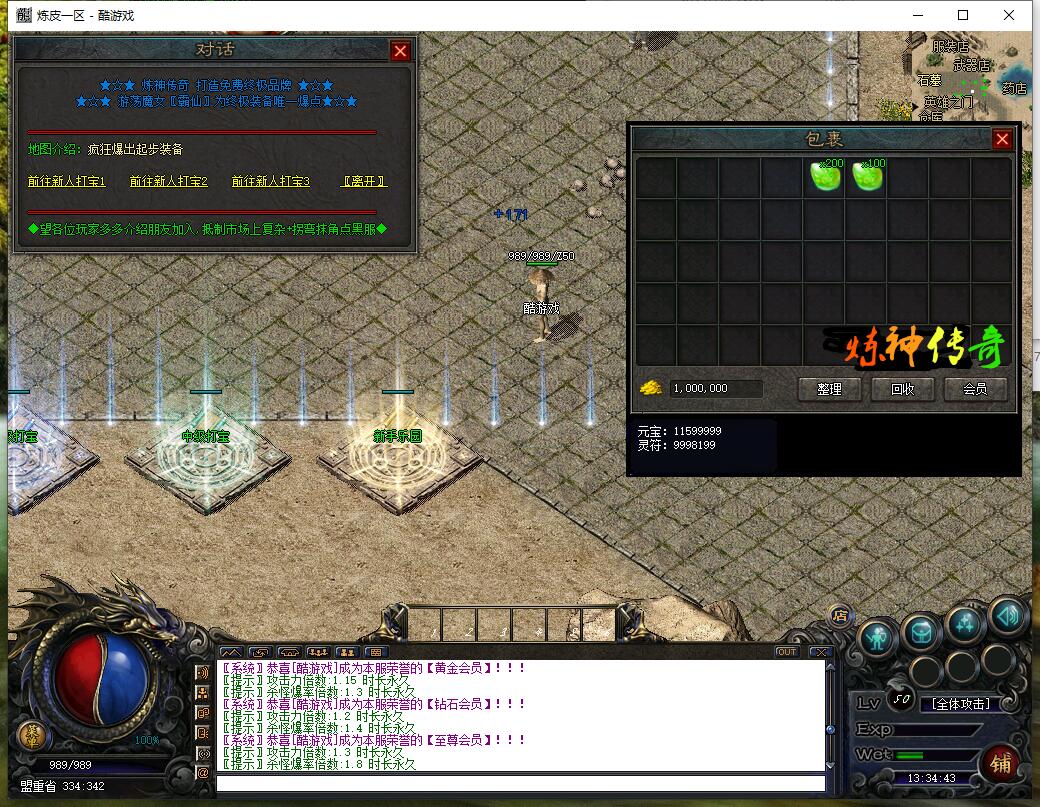 炼皮一区 - 酷游戏
对话
★☆★ 炼神传奇 打造免费终极品牌 ★☆★
★☆★ 游荡魔女〖霸仙〗为终极装备唯一爆点★☆★
地图介绍: 疯狂爆出起步装备
前往新人打宝1 前往新人打宝2 前往新人打宝3 〖离开〗
◆望各位玩家多多介绍朋友加入,抵制市场上复杂+拐弯抹角点黑服◆
服装店
武器店
石墓
药店
英雄之门
仓库
包裹
x200 x100
炼神传奇
1,000,000 整理 回收 会员
元宝: 11599999
灵符: 9998199
+171
989/989/Z50
酷游戏
打宝 中级打宝 新手乐园
店
OUT
〖系统〗恭喜[酷游戏]成为本服荣誉的【黄金会员】!!!
〖提示〗攻击力倍数:1.15 时长永久
〖提示〗杀怪爆率倍数:1.3 时长永久
〖系统〗恭喜[酷游戏]成为本服荣誉的【钻石会员】!!!
〖提示〗攻击力倍数:1.2 时长永久
〖提示〗杀怪爆率倍数:1.4 时长永久
〖系统〗恭喜[酷游戏]成为本服荣誉的【至尊会员】!!!
〖提示〗攻击力倍数:1.3 时长永久
〖提示〗杀怪爆率倍数:1.8 时长永久
100%
989/989
盟重省 334:342
Lv 50 [全体攻击]
Exp
Wet
铺
13:34:43